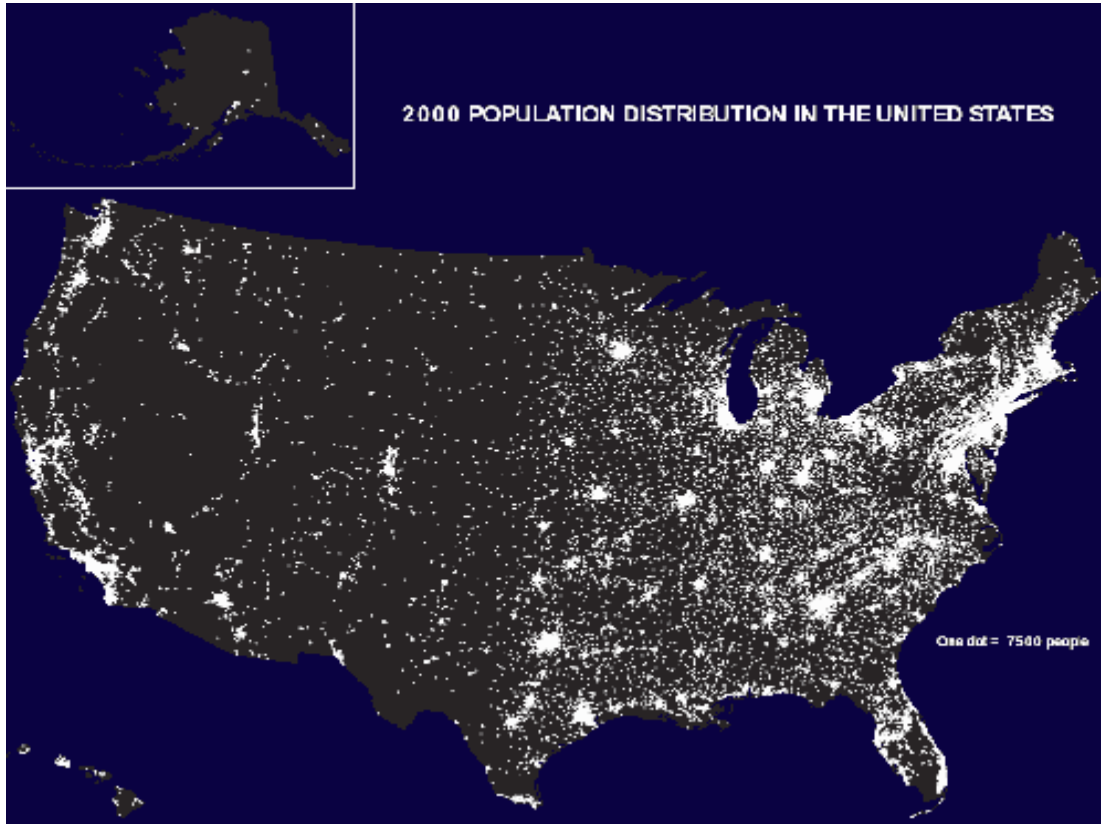 2000 POPULATION DISTRIBUTION IN THE UNITED STATES
One dot = 7500 people